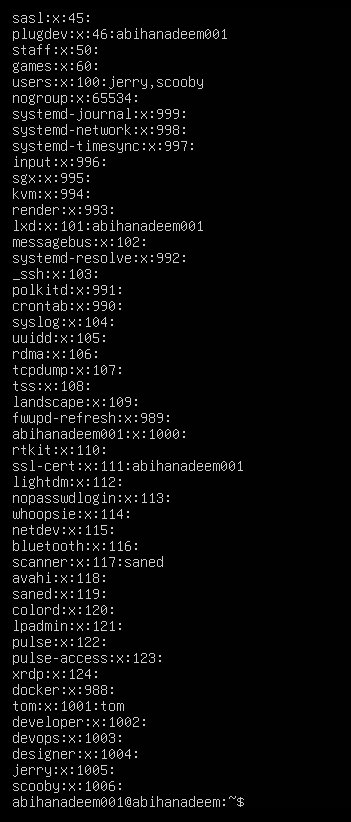 sasl:x:45:
plugdev:x:46:abihanadeem001
staff:x:50:
games:x:60:
users:x:100:jerry,scooby
nogroup:x:65534:
systemd-journal:x:999:
systemd-network:x:998:
systemd-timesync:x:997:
input:x:996:
sgx:x:995:
kvm:x:994:
render:x:993:
lxd:x:101:abihanadeem001
messagebus:x:102:
systemd-resolve:x:992:
_ssh:x:103:
polkitd:x:991:
crontab:x:990:
syslog:x:104:
uuidd:x:105:
rdma:x:106:
tcpdump:x:107:
tss:x:108:
landscape:x:109:
fwupd-refresh:x:989:
abihanadeem001:x:1000:
rtkit:x:110:
ssl-cert:x:111:abihanadeem001
lightdm:x:112:
nopasswdlogin:x:113:
whoopsie:x:114:
netdev:x:115:
bluetooth:x:116:
scanner:x:117:saned
avahi:x:118:
saned:x:119:
colord:x:120:
lpadmin:x:121:
pulse:x:122:
pulse-access:x:123:
xrdp:x:124:
docker:x:988:
tom:x:1001:tom
developer:x:1002:
devops:x:1003:
designer:x:1004:
jerry:x:1005:
scooby:x:1006:
abihanadeem001@abihanadeem:~$